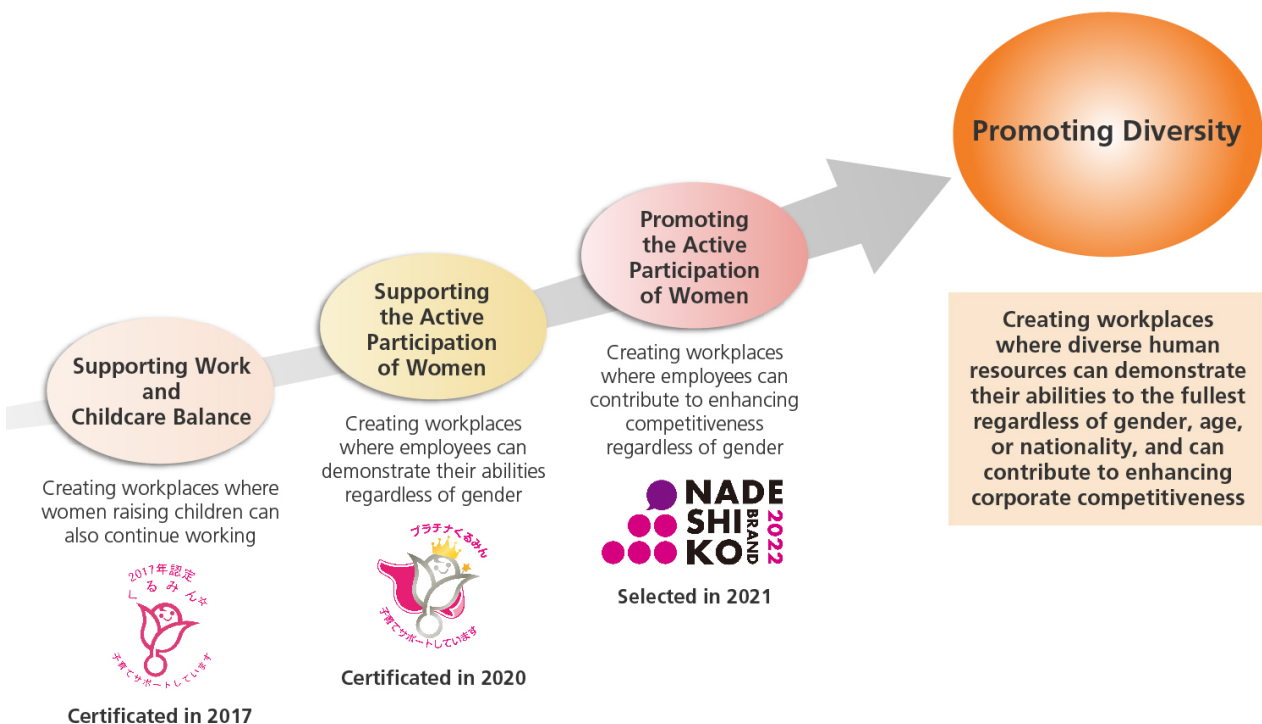 Promoting Diversity
Creating workplaces
where diverse human
resources can demonstrate
their abilities to the fullest
regardless of gender, age,
or nationality, and can
contribute to enhancing
corporate competitiveness
Promoting
the Active
Participation
of Women
Creating workplaces
where employees can
contribute to enhancing
competitiveness
regardless of gender
NADE
SHI
KO
BRAND
2022
Selected in 2021
Supporting
the Active
Participation
of Women
Creating workplaces
where employees can
demonstrate their abilities
regardless of gender
プラチナくるみん
子育てサポートしています
Certificated in 2020
Supporting Work
and
Childcare Balance
Creating workplaces where
women raising children can
also continue working
2017年認定
くるみん☆
子育てサポートしています
Certificated in 2017